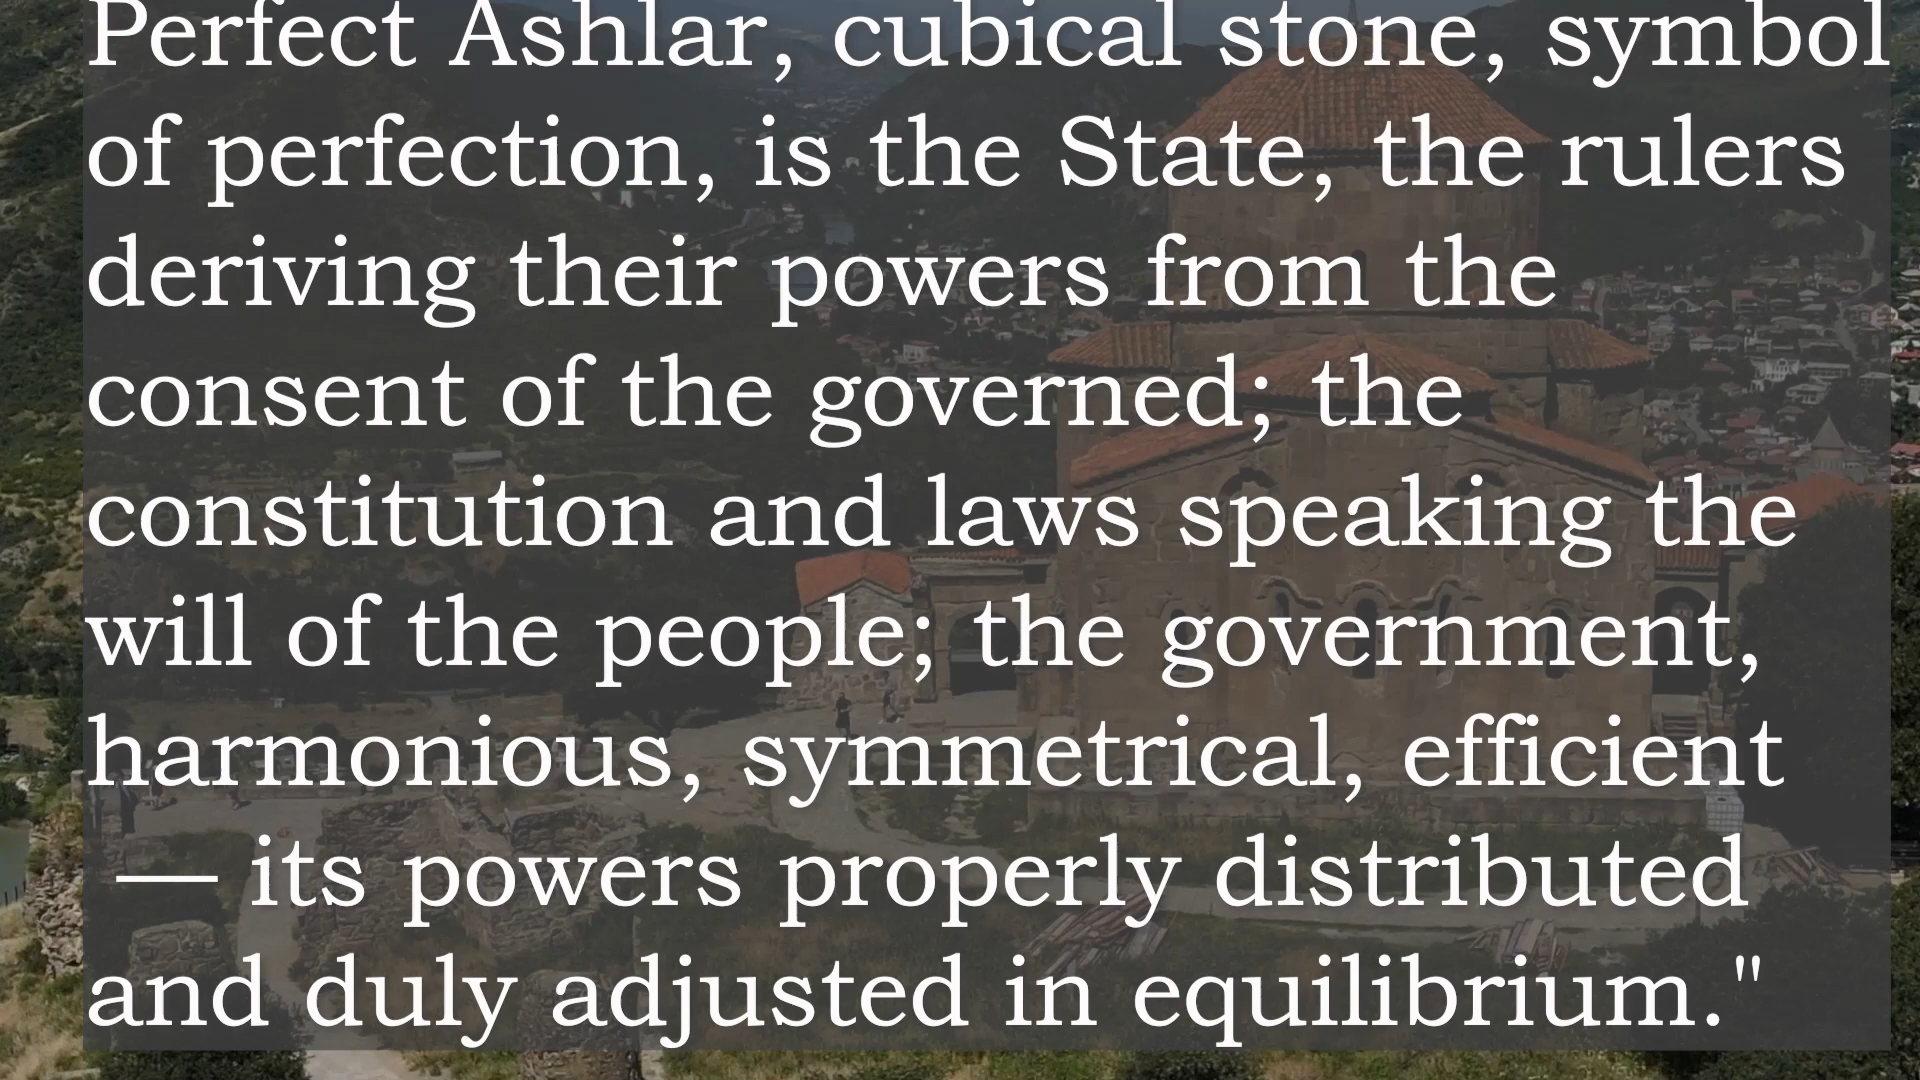 Perfect Ashlar, cubical stone, symbol
of perfection, is the State, the rulers
deriving their powers from the
consent of the governed; the
constitution and laws speaking the
will of the people; the government,
harmonious, symmetrical, efficient
— its powers properly distributed
and duly adjusted in equilibrium."